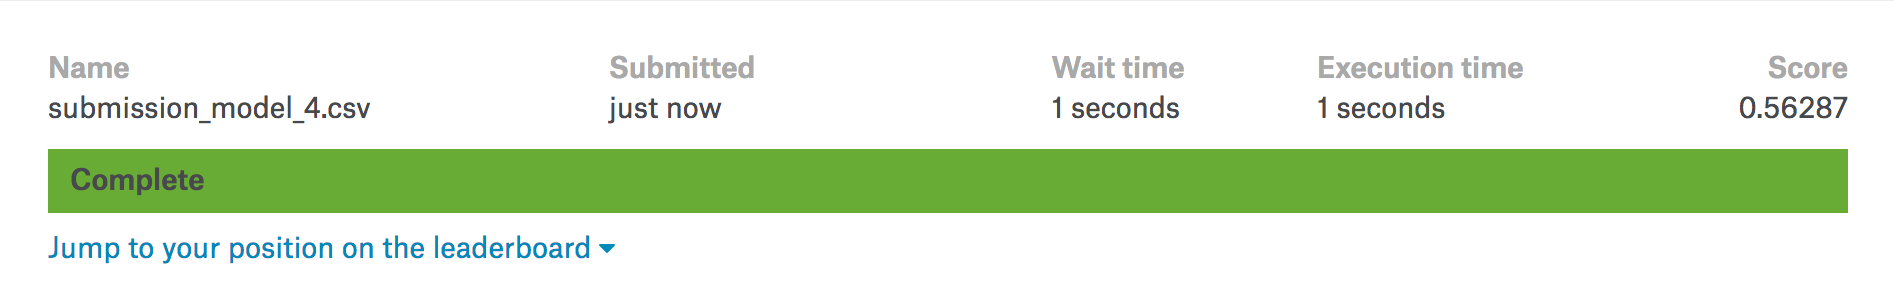 Name Submitted Wait time Execution time Score
submission_model_4.csv just now 1 seconds 1 seconds 0.56287
Complete
Jump to your position on the leaderboard